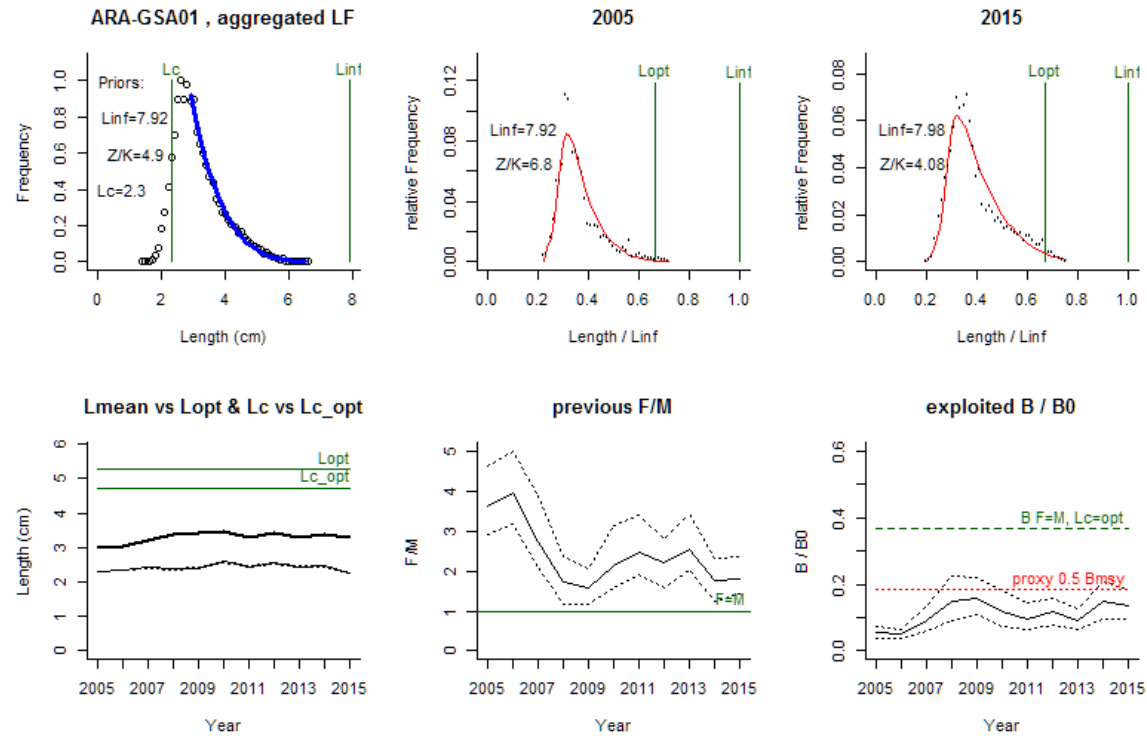 ARA-GSA01 , aggregated LF
Frequency
0.0 0.2 0.4 0.6 0.8 1.0
Priors:
Linf=7.92
Z/K=4.9
Lc=2.3
Lc
Linf
0 2 4 6 8
Length (cm)
2005
relative Frequency
0.00 0.04 0.08 0.12
Linf=7.92
Z/K=6.8
Lopt
Linf
0.0 0.2 0.4 0.6 0.8 1.0
Length / Linf
2015
relative Frequency
0.00 0.02 0.04 0.06 0.08
Linf=7.98
Z/K=4.08
Lopt
Linf
0.0 0.2 0.4 0.6 0.8 1.0
Length / Linf
Lmean vs Lopt & Lc vs Lc_opt
Length (cm)
0 1 2 3 4 5 6
Lopt
Lc_opt
2005 2007 2009 2011 2013 2015
Year
previous F/M
F/M
0 1 2 3 4 5
F=M
2005 2007 2009 2011 2013 2015
Year
exploited B / B0
B / B0
0.0 0.2 0.4 0.6
B F=M, Lc=opt
proxy 0.5 Bmsy
2005 2007 2009 2011 2013 2015
Year